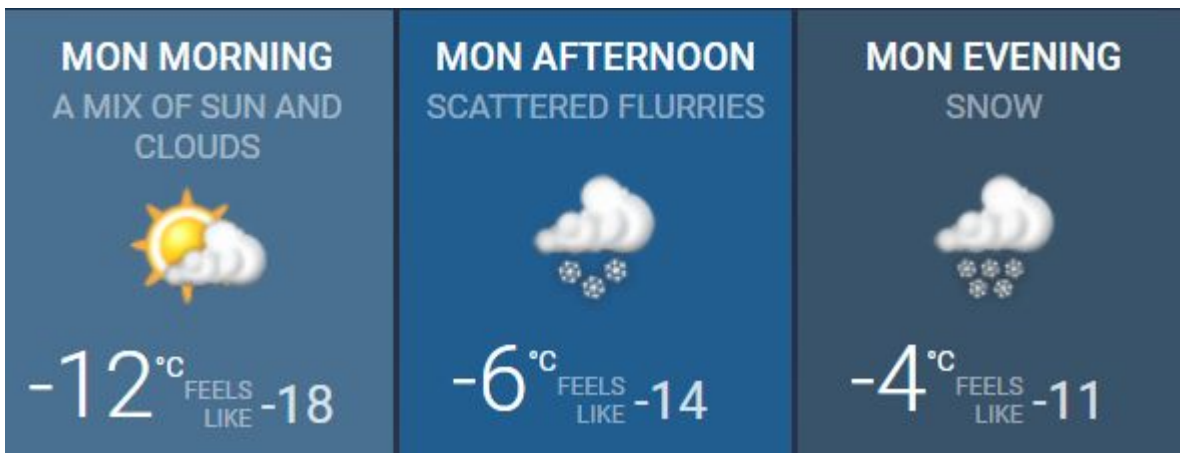 MON MORNING
A MIX OF SUN AND
CLOUDS
-12°C
FEELS
LIKE -18
MON AFTERNOON
SCATTERED FLURRIES
-6°C
FEELS
LIKE -14
MON EVENING
SNOW
-4°C
FEELS
LIKE -11